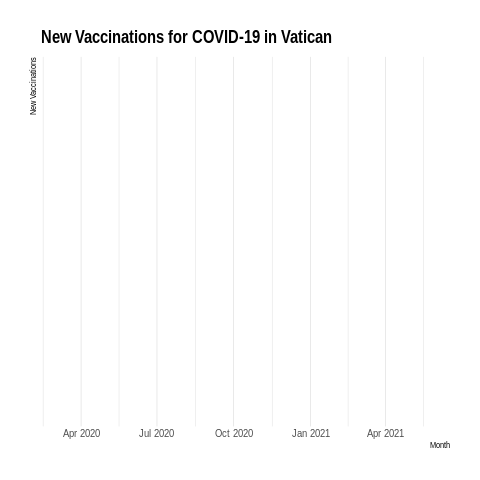 New Vaccinations for COVID-19 in Vatican
New Vaccinations
Apr 2020 Jul 2020 Oct 2020 Jan 2021 Apr 2021
Month